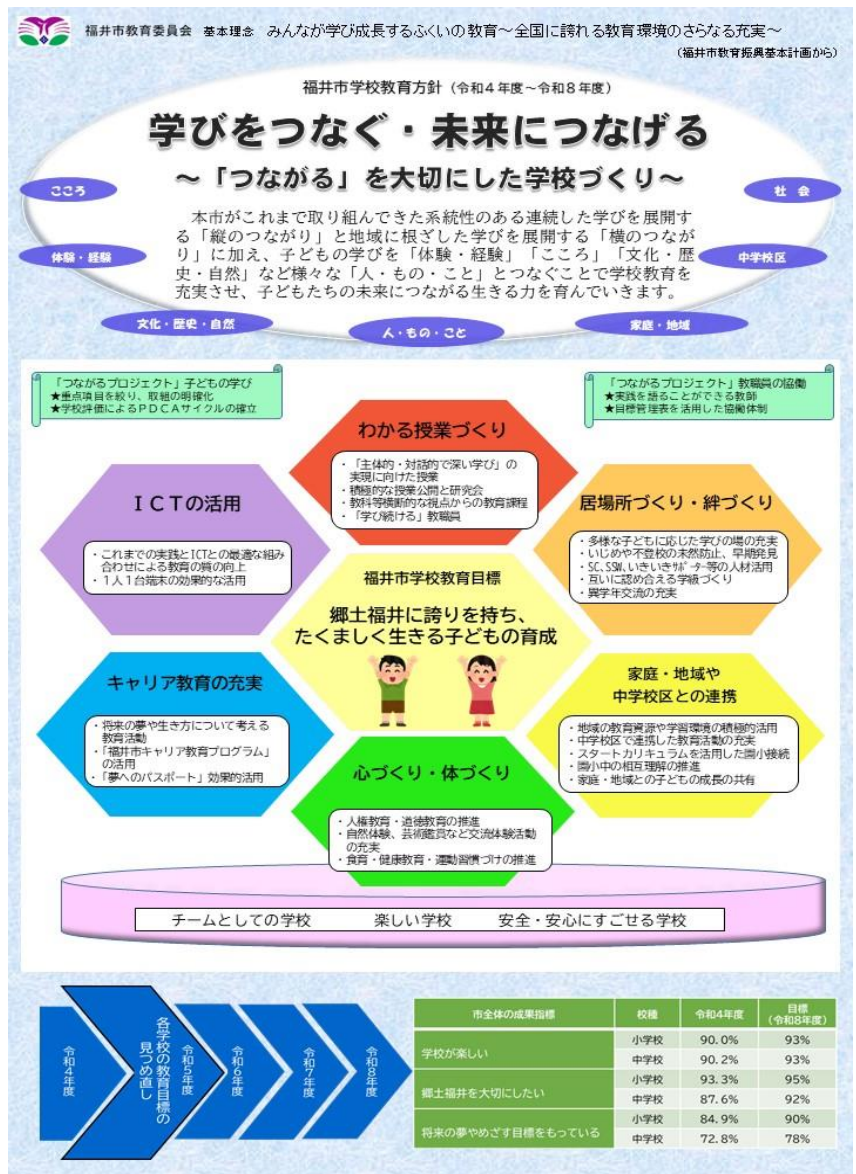 福井市教育委員会 基本理念 みんなが学び成長するふくいの教育～全国に誇れる教育環境のさらなる充実～
（福井市教育振興基本計画から）
福井市学校教育方針（令和４年度～令和８年度）
学びをつなぐ・未来につなげる
～「つながる」を大切にした学校づくり～
本市がこれまで取り組んできた系統性のある連続した学びを展開す
る「縦のつながり」と地域に根ざした学びを展開する「横のつなが
り」に加え、子どもの学びを「体験・経験」「こころ」「文化・歴
史・自然」など様々な「人・もの・こと」とつなぐことで学校教育を
充実させ、子どもたちの未来につながる生きる力を育んでいきます。
こころ
体験・経験
文化・歴史・自然
人・もの・こと
家庭・地域
中学校区
社 会
「つながるプロジェクト」子どもの学び
★重点項目を絞り、取組の明確化
★学校評価によるＰＤＣＡサイクルの確立
「つながるプロジェクト」教職員の協働
★実践を語ることができる教師
★目標管理表を活用した協働体制
わかる授業づくり
・「主体的・対話的で深い学び」の
実現に向けた授業
・積極的な授業公開と研究会
・教科等横断的な視点からの教育課程
・「学び続ける」教職員
ＩＣＴの活用
・これまでの実践とICTとの最適な組み
合わせによる教育の質の向上
・１人１台端末の効果的な活用
居場所づくり・絆づくり
・多様な子どもに応じた学びの場の充実
・いじめや不登校の未然防止、早期発見
・SC、SSW、いきいきｻﾎﾟｰﾀｰ等の人材活用
・互いに認め合える学級づくり
・異学年交流の充実
福井市学校教育目標
郷土福井に誇りを持ち、
たくましく生きる子どもの育成
キャリア教育の充実
・将来の夢や生き方について考える
教育活動
・「福井市キャリア教育プログラム」
の活用
・「夢へのパスポート」効果的活用
家庭・地域や
中学校区との連携
・地域の教育資源や学習環境の積極的活用
・中学校区で連携した教育活動の充実
・スタートカリキュラムを活用した園小接続
・園小中の相互理解の推進
・家庭・地域との子どもの成長の共有
心づくり・体づくり
・人権教育・道徳教育の推進
・自然体験、芸術鑑賞など交流体験活動
の充実
・食育・健康教育・運動習慣づけの推進
チームとしての学校 楽しい学校 安全・安心にすごせる学校
令和４年度
各学校の教育目標の
見つめ直し
令和５年度
令和６年度
令和７年度
令和８年度
市全体の成果指標 校種 令和4年度 目標
（令和8年度）
学校が楽しい 小学校 90.0% 93%
中学校 90.2% 93%
郷土福井を大切にしたい 小学校 93.3% 95%
中学校 87.6% 92%
将来の夢やめざす目標をもっている 小学校 84.9% 90%
中学校 72.8% 78%